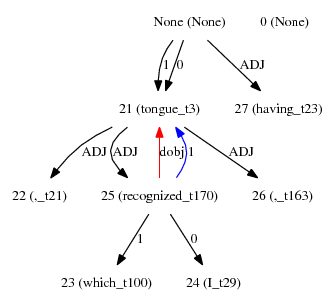 None (None) 0 (None)
1 0 ADJ
21 (tongue_t3) 27 (having_t23)
ADJ ADJ dobj 1 ADJ
22 (,_t21) 25 (recognized_t170) 26 (,_t163)
1 0
23 (which_t100) 24 (I_t29)